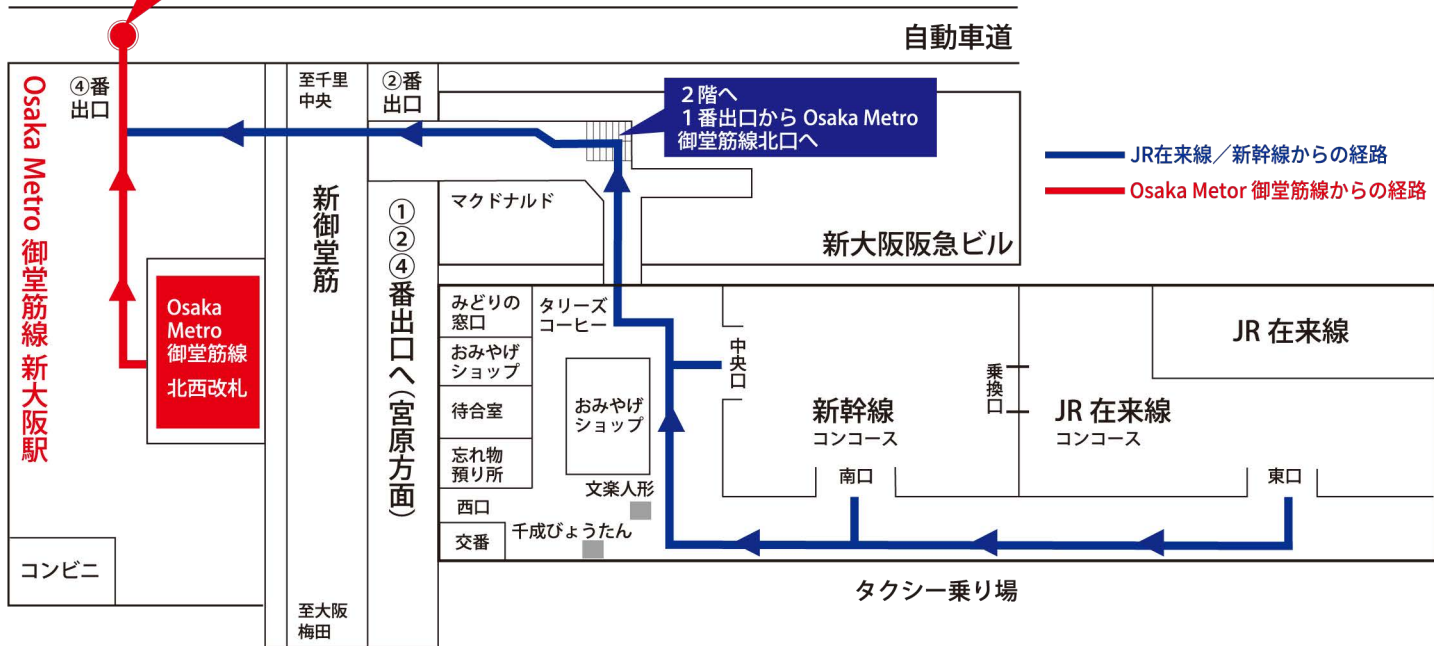 自動車道
④番
出口
至千里
中央
②番
出口
2階へ
1番出口から Osaka Metro
御堂筋線北口へ
JR在来線／新幹線からの経路
Osaka Metor 御堂筋線からの経路
Osaka Metro 御堂筋線 新大阪駅
新御堂筋
①②④番出口へ(宮原方面)
マクドナルド
新大阪阪急ビル
Osaka
Metro
御堂筋線
北西改札
みどりの
窓口
タリーズ
コーヒー
おみやげ
ショップ
待合室
忘れ物
預り所
西口
交番
おみやげ
ショップ
文楽人形
千成びょうたん
中央口
新幹線
コンコース
南口
乗換口
JR 在来線
JR 在来線
コンコース
東口
コンビニ
至大阪
梅田
タクシー乗り場